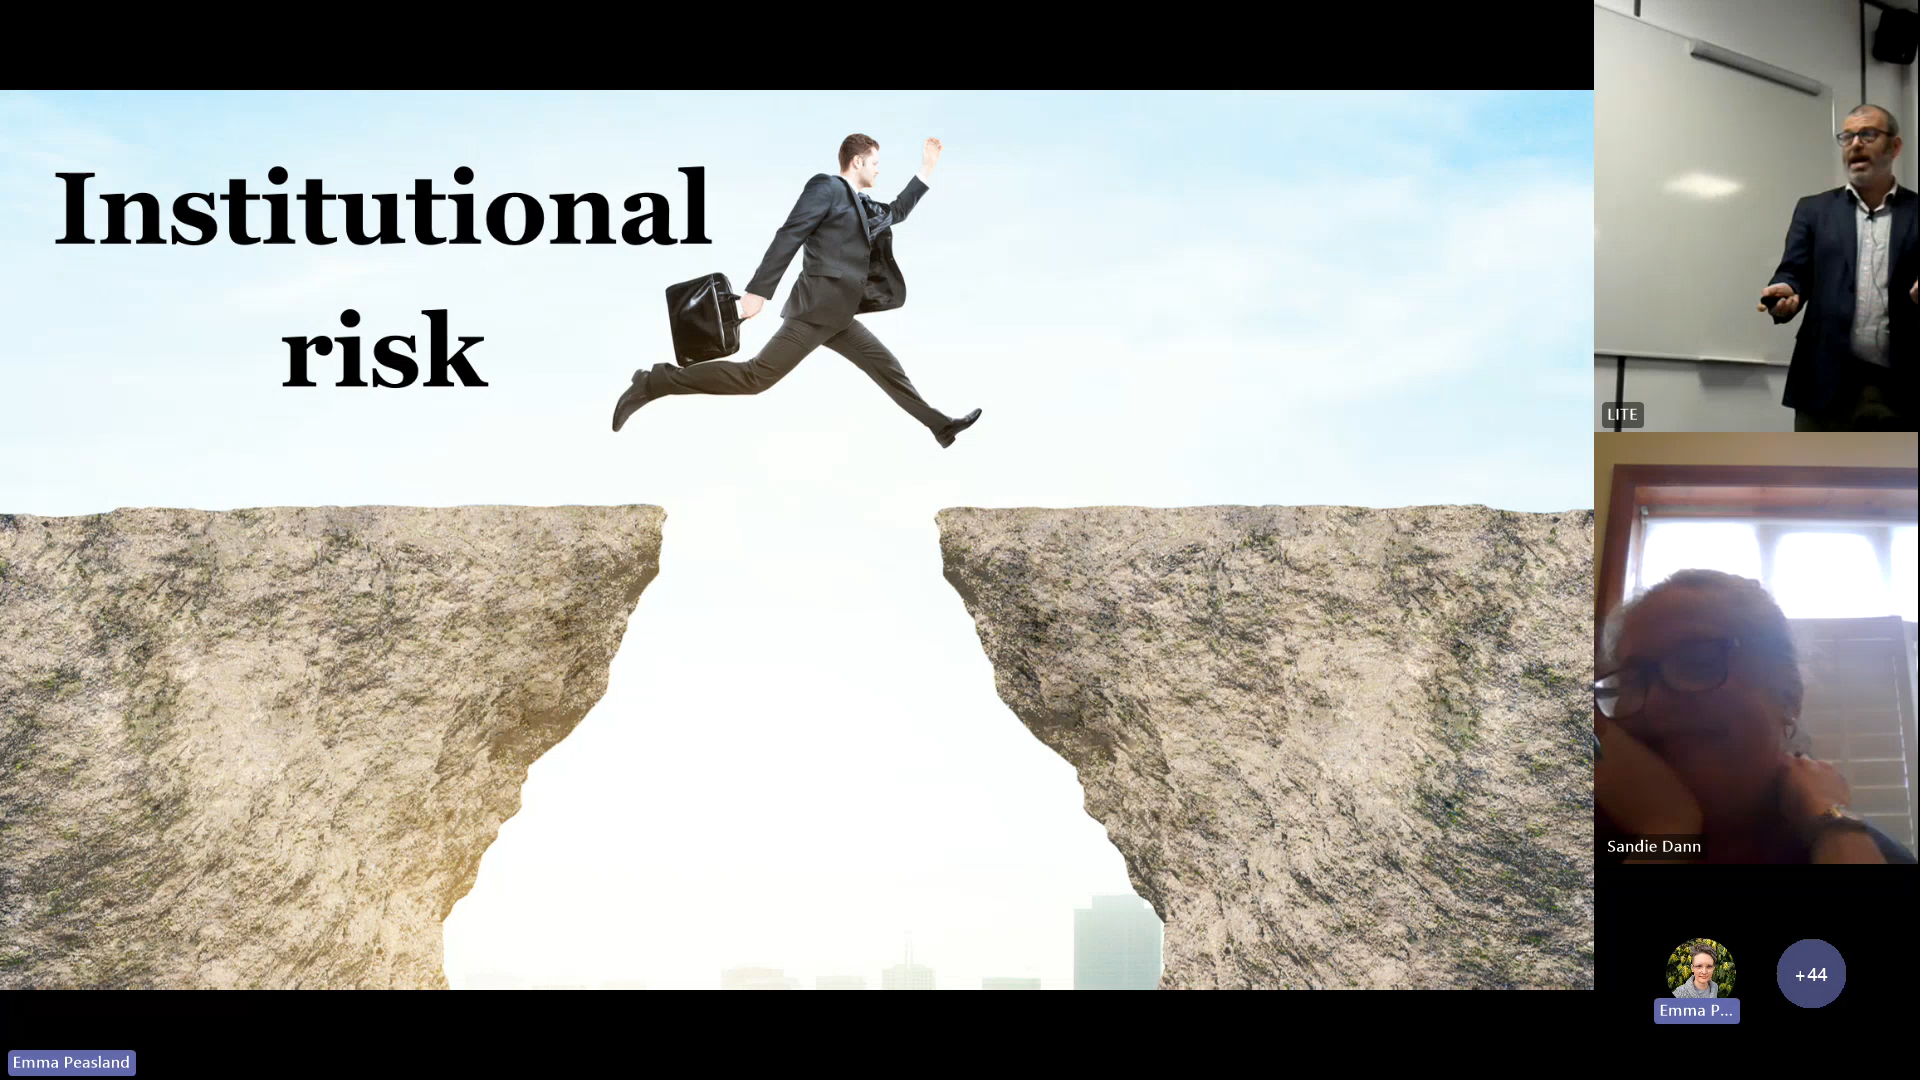 Institutional
risk
LITE
Sandie Dann
Emma P...
+44
Emma Peasland